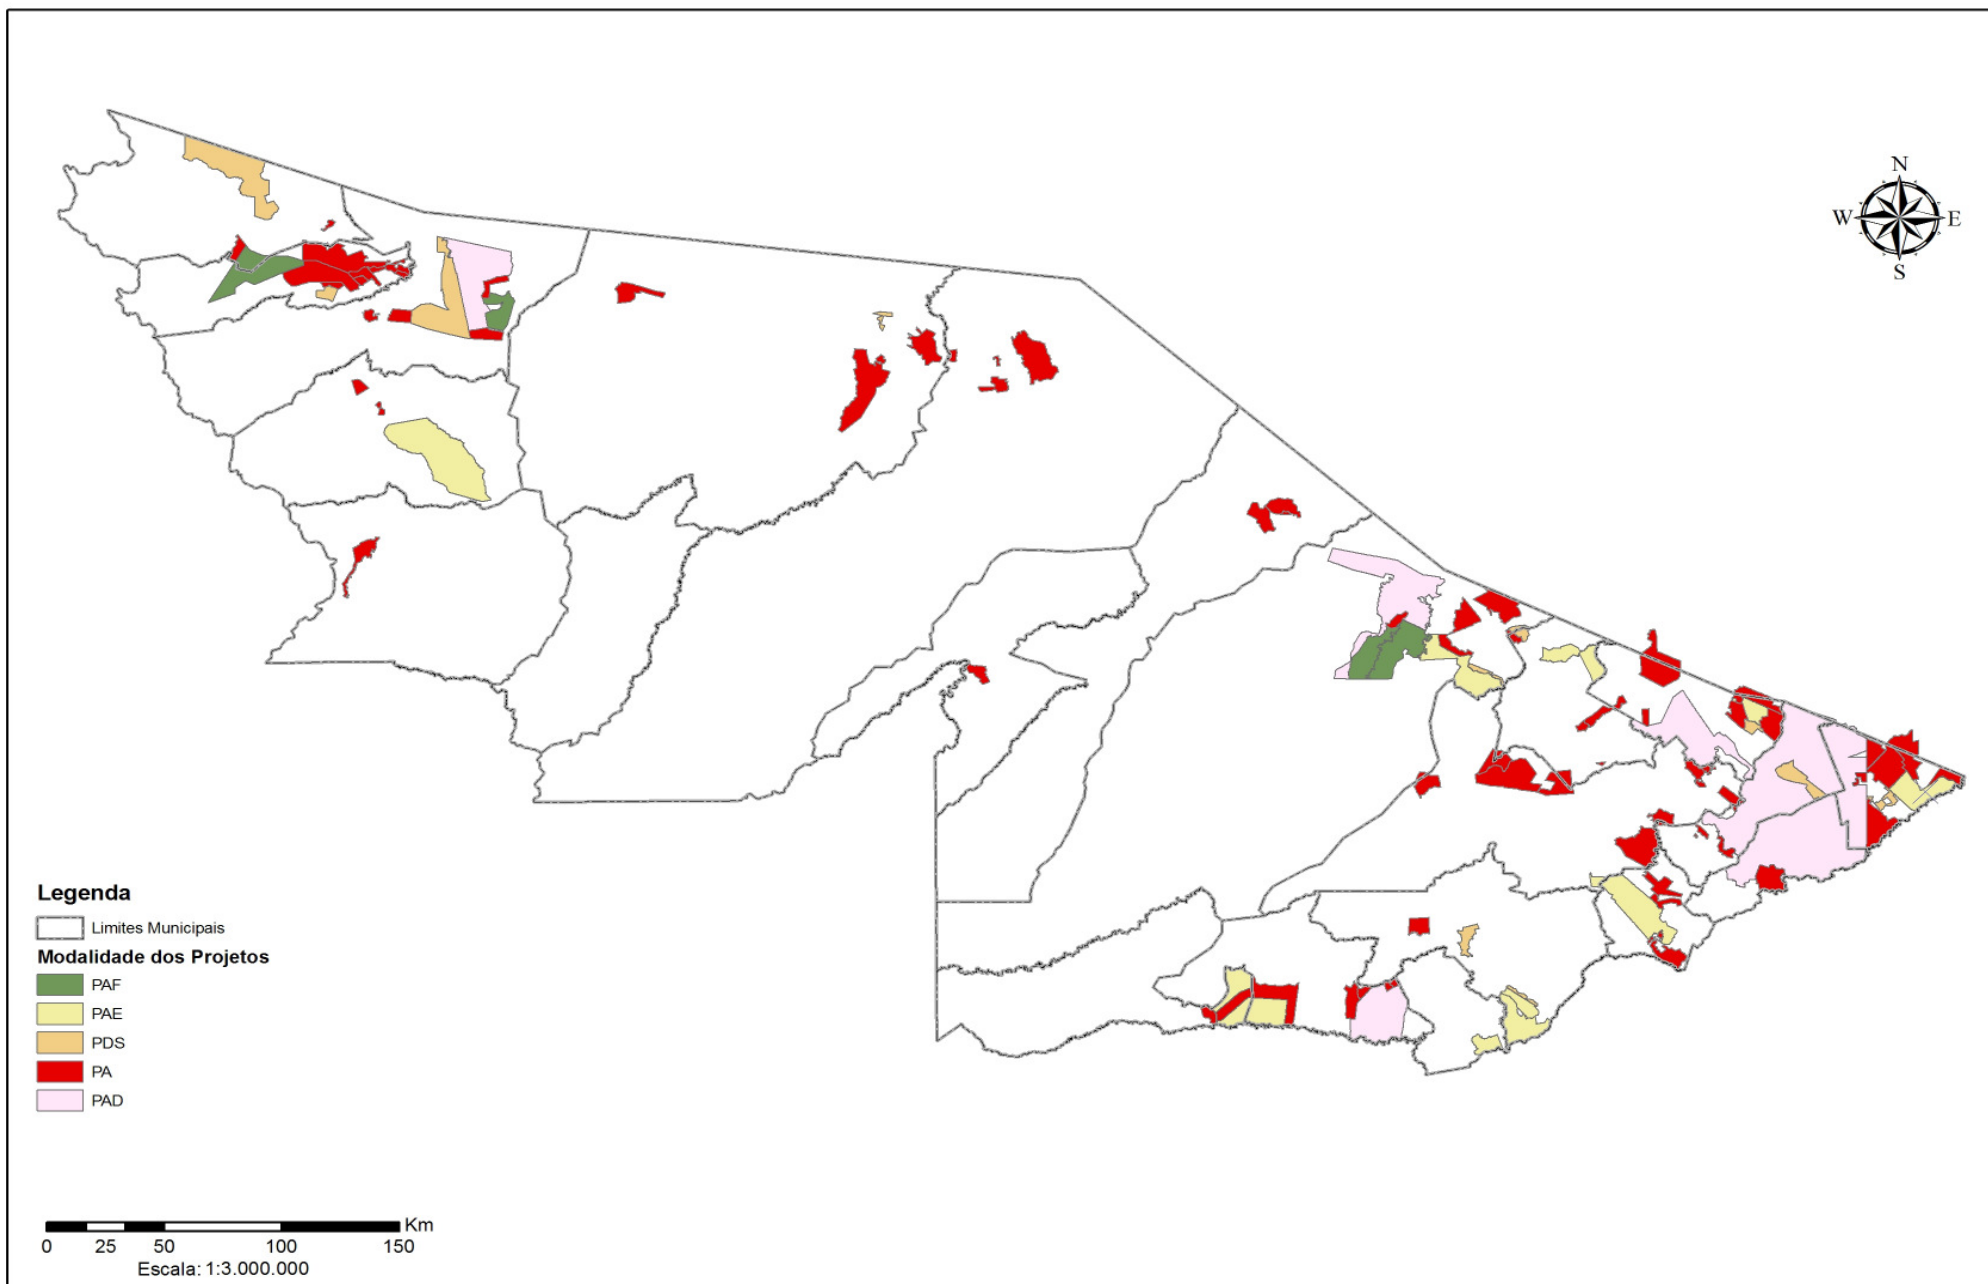 N
W E
S
Legenda
Limites Municipais
Modalidade dos Projetos
PAF
PAE
PDS
PA
PAD
Km
0 25 50 100 150
Escala: 1:3.000.000